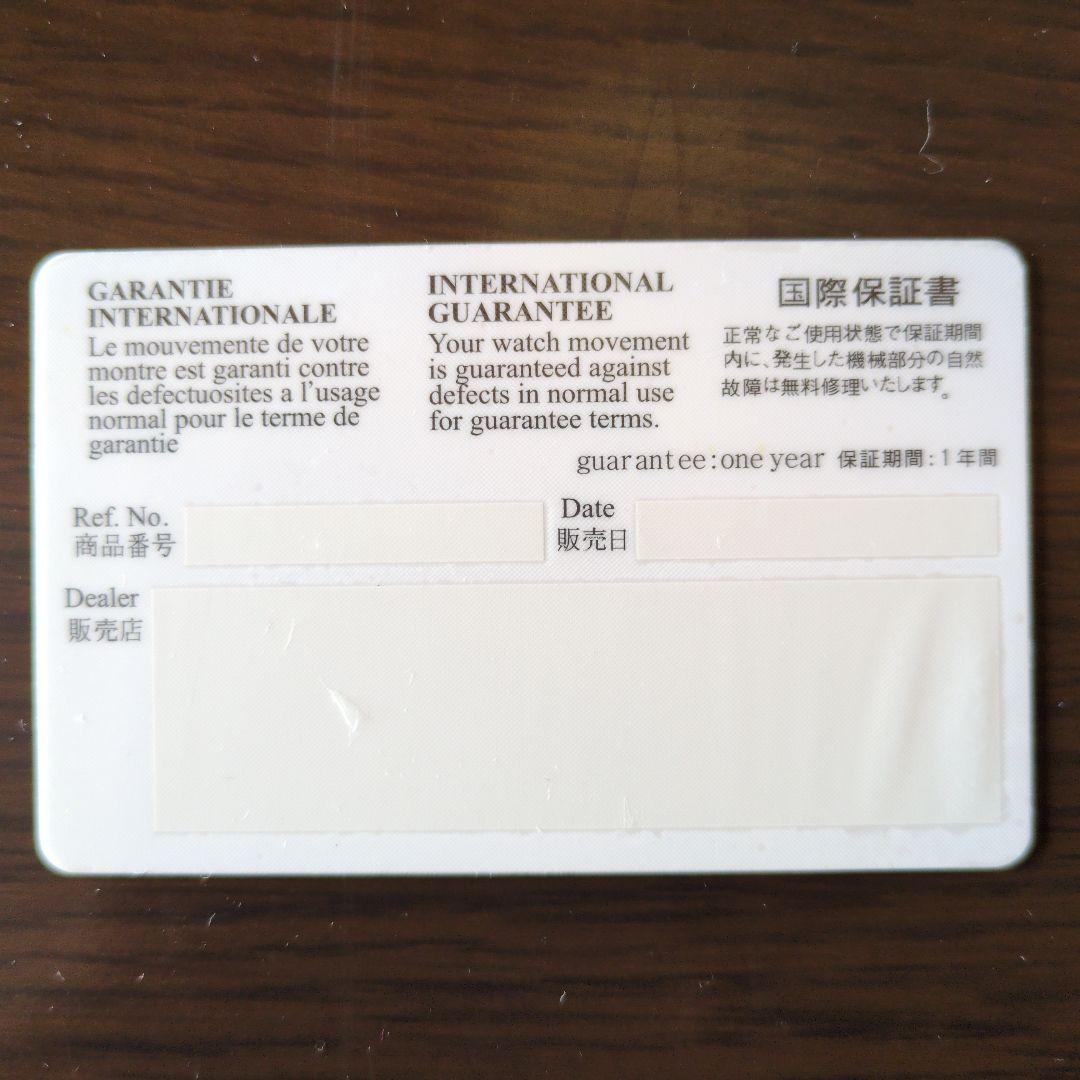 GARANTIE
INTERNATIONALE
Le mouvemente de votre
montre est garanti contre
les defectuosites a l'usage
normal pour le terme de
garantie
INTERNATIONAL
GUARANTEE
Your watch movement
is guaranteed against
defects in normal use
for guarantee terms.
国際保証書
正常なご使用状態で保証期間
内に、発生した機械部分の自然
故障は無料修理いたします。
guarantee:one year 保証期間:1年間
Ref. No.
商品番号
Date
販売日
Dealer
販売店